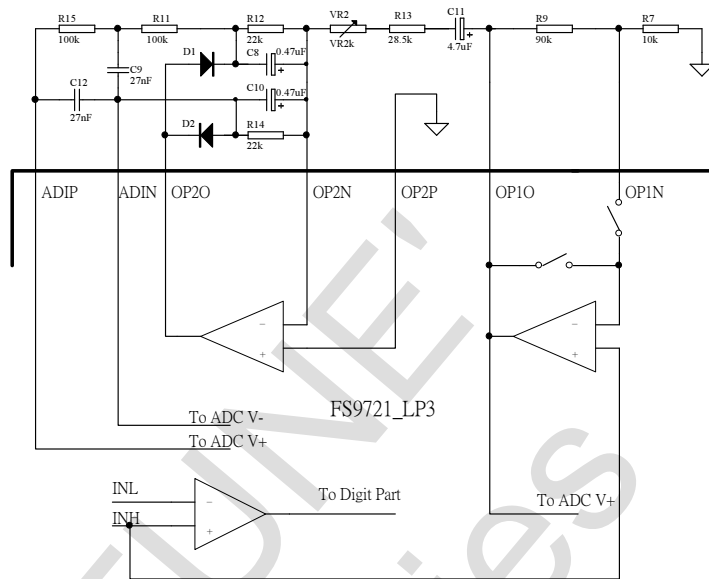 R15 R11 R12 VR2 R13 C11 R9 R7
100k 100k 22k VR2k 28.5k 4.7uF 90k 10k
D1 C8 0.47uF
C9
27nF
C12
27nF
C10
0.47uF
D2 R14
22k
ADIP ADIN OP2O OP2N OP2P OP1O OP1N
FS9721_LP3
To ADC V-
To ADC V+
INL
INH
To Digit Part
To ADC V+
TUNE'
ies